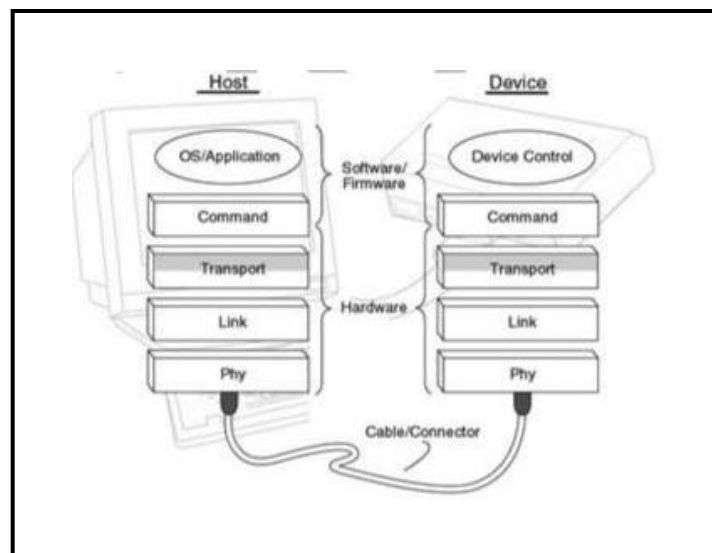 Host
Device
OS/Application
Software/
Firmware
Device Control
Command
Command
Transport
Transport
Hardware
Link
Link
Phy
Phy
Cable/Connector